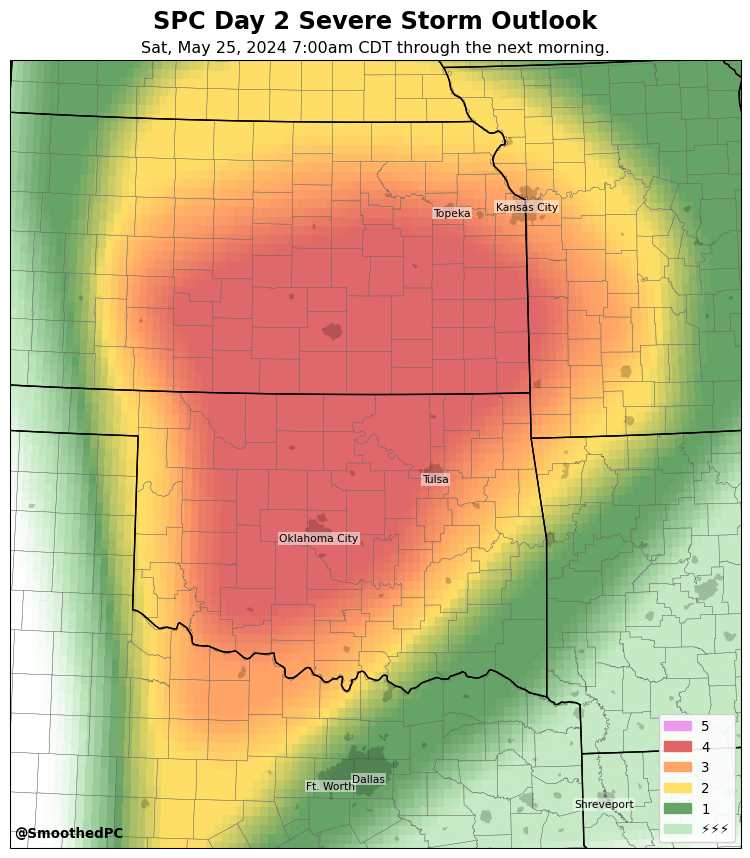 SPC Day 2 Severe Storm Outlook
Sat, May 25, 2024 7:00am CDT through the next morning.
Kansas City
Topeka
Tulsa
Oklahoma City
Dallas
Ft. Worth
Shreveport
5
4
3
2
1
⚡⚡⚡
@SmoothedPC